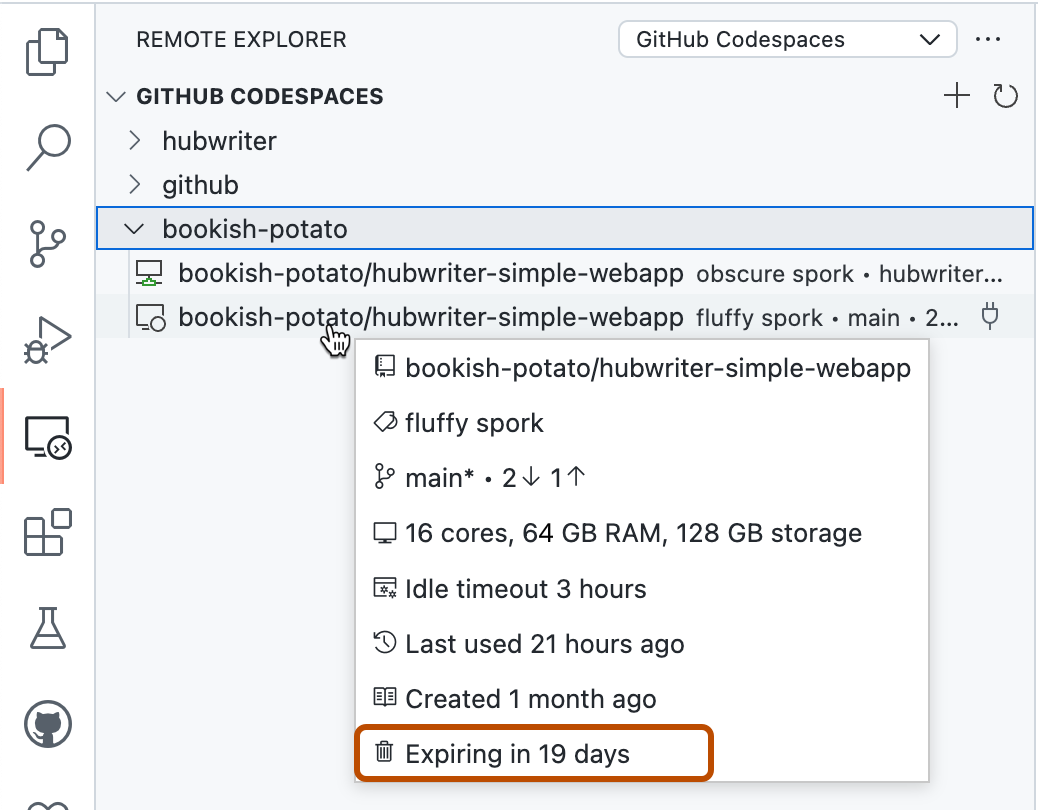 REMOTE EXPLORER GitHub Codespaces ...
GITHUB CODESPACES
hubwriter
github
bookish-potato
bookish-potato/hubwriter-simple-webapp obscure spork • hubwriter...
bookish-potato/hubwriter-simple-webapp fluffy spork • main • 2...
bookish-potato/hubwriter-simple-webapp
fluffy spork
main* • 2↓ 1↑
16 cores, 64 GB RAM, 128 GB storage
Idle timeout 3 hours
Last used 21 hours ago
Created 1 month ago
Expiring in 19 days